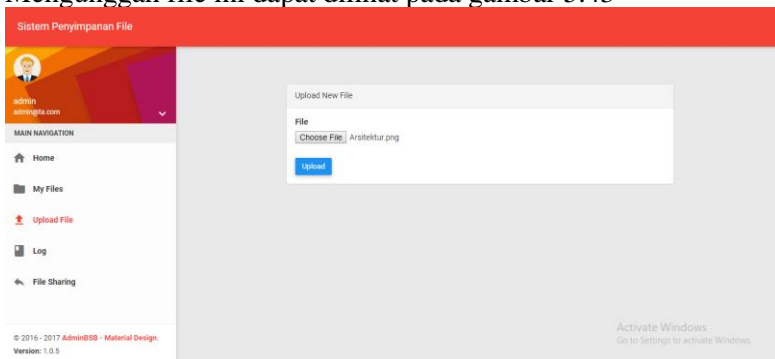 Mengunggah file ini dapat dilihat pada gambar
Sistem Penyimpanan File
admin
admin@ta.com
MAIN NAVIGATION
Home
My Files
Upload File
Log
File Sharing
© 2016 - 2017 AdminBSB - Material Design.
Version: 1.0.5
Upload New File
File
Choose File Arsitektur.png
Upload
Activate Windows
Go to Settings to activate Windows.